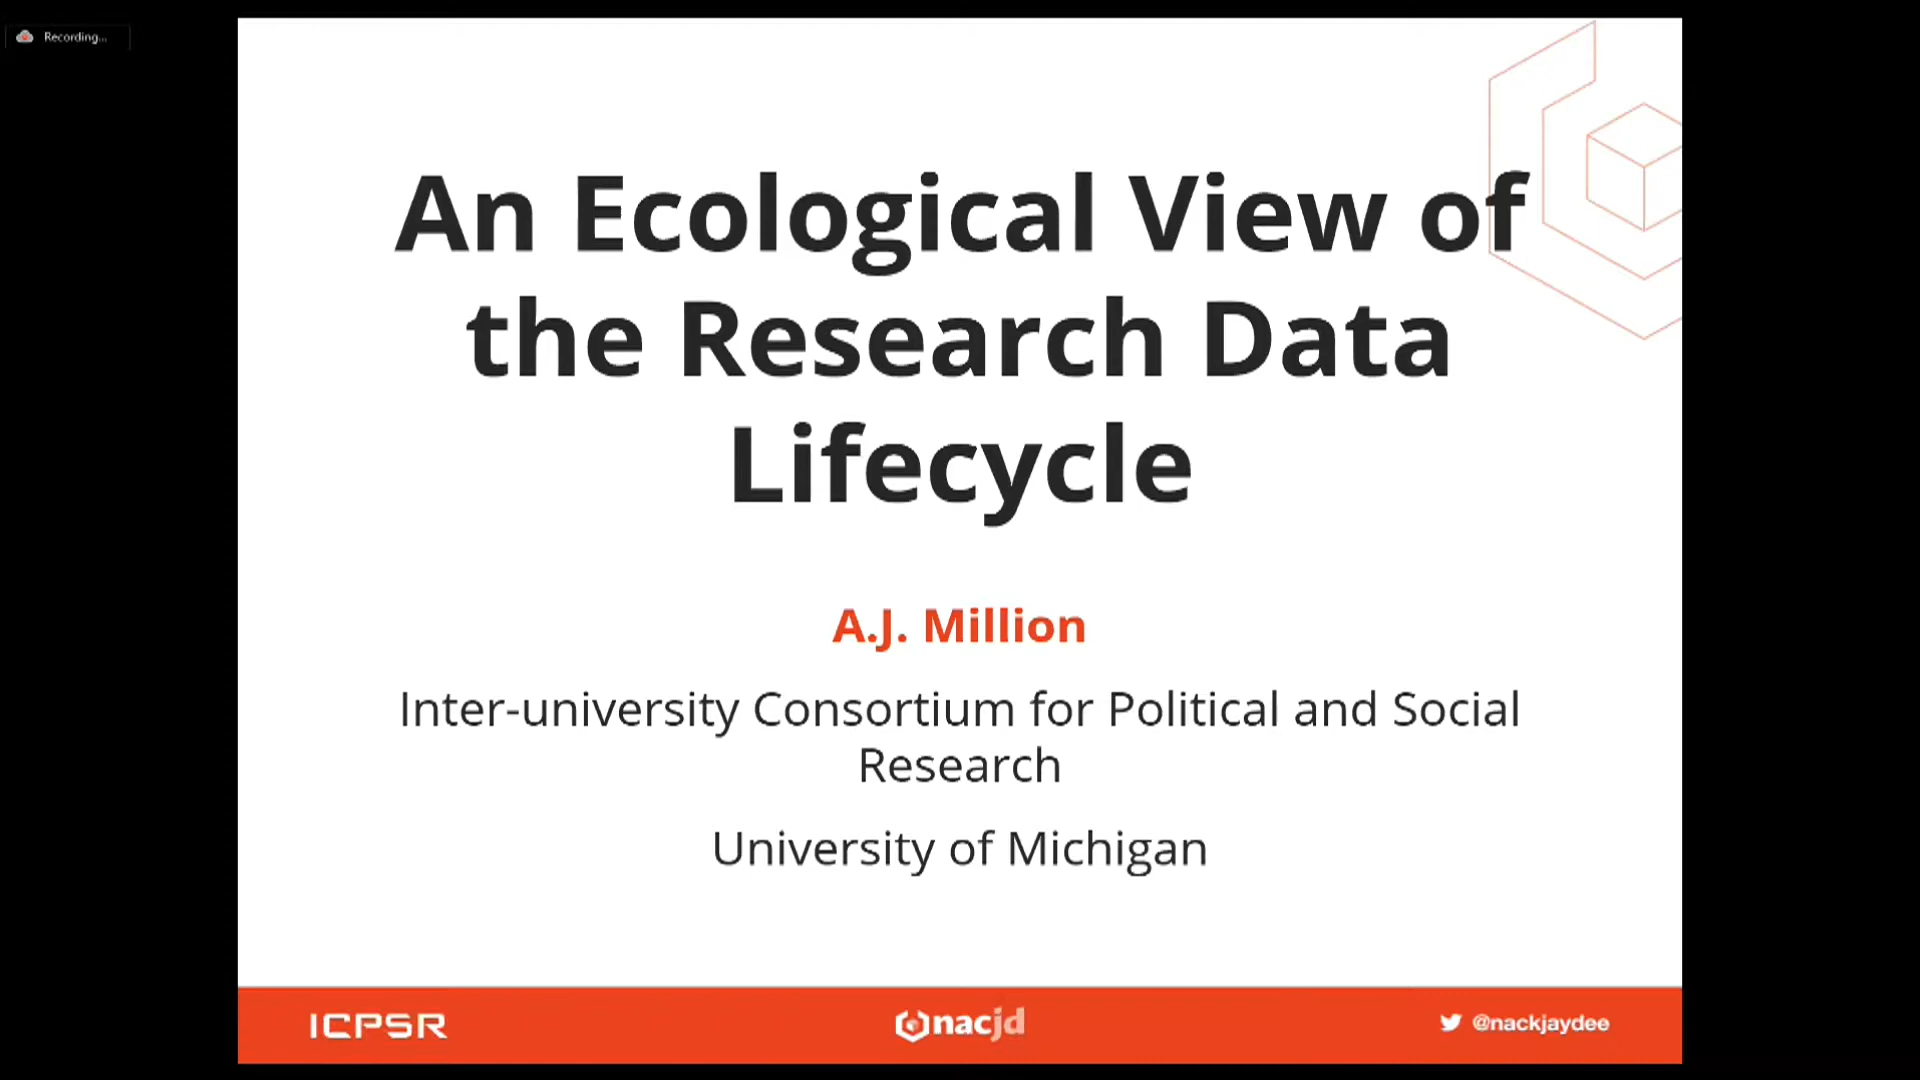 Recording...
An Ecological View of
the Research Data
Lifecycle
A.J. Million
Inter-university Consortium for Political and Social
Research
University of Michigan
ICPSR
nacjd
@nackjaydee